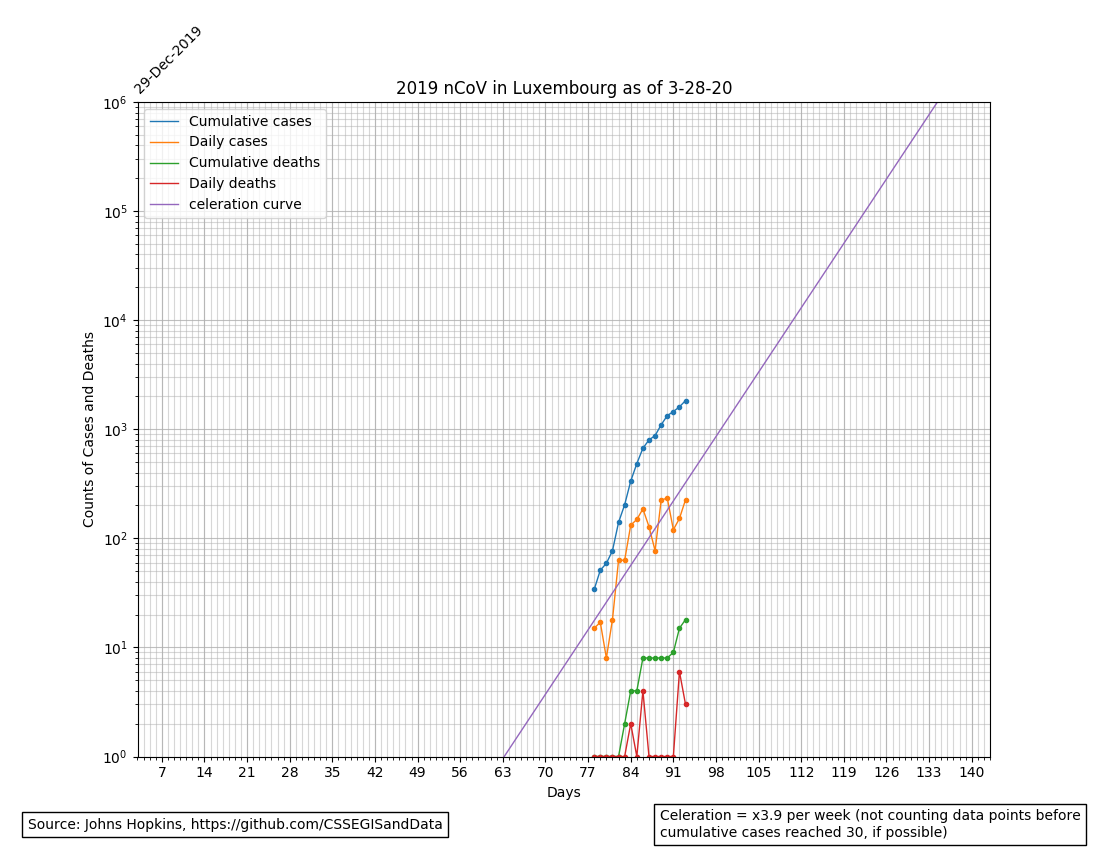 29-Dec-2019
2019 nCoV in Luxembourg as of 3-28-20
Cumulative cases
Daily cases
Cumulative deaths
Daily deaths
celeration curve
10^6
10^5
10^4
10^3
10^2
10^1
10^0
Counts of Cases and Deaths
7 14 21 28 35 42 49 56 63 70 77 84 91 98 105 112 119 126 133 140
Days
Source: Johns Hopkins, https://github.com/CSSEGISandData
Celeration = x3.9 per week (not counting data points before
cumulative cases reached 30, if possible)